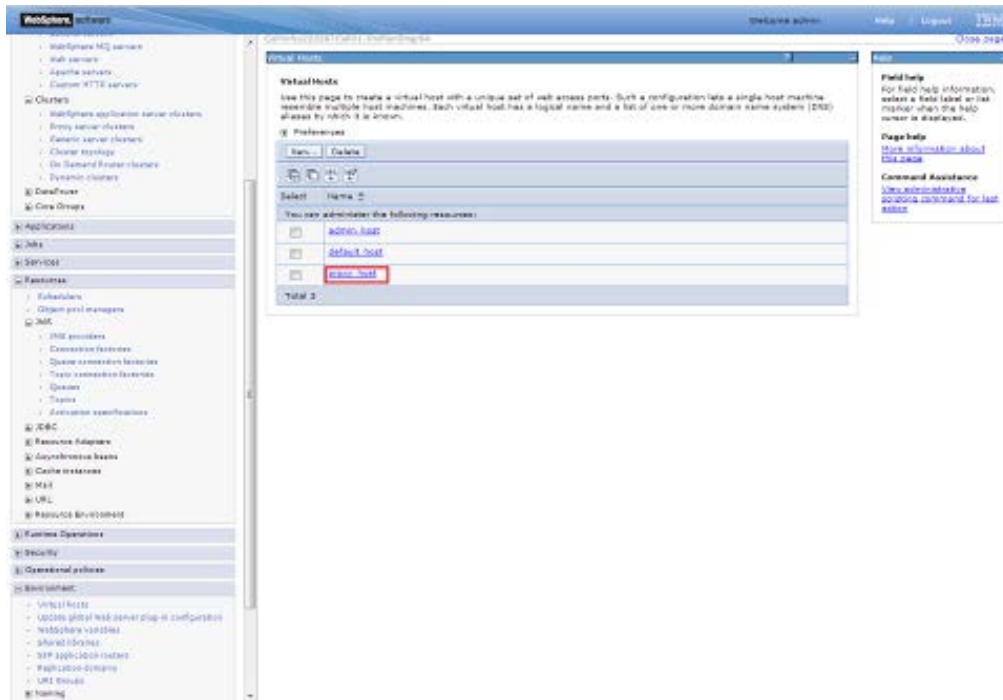 WebSphere. software
Welcome admin
Help | Logout
IBM
WebSphere MQ servers
Web servers
Apache servers
Custom HTTP servers
Clusters
WebSphere application server clusters
Proxy server clusters
Generic server clusters
Cluster topology
On Demand Router clusters
Dynamic clusters
DataPower
Core Groups
Applications
Jobs
Services
Resources
Schedulers
Object pool managers
JMS
JMS providers
Connection factories
Queue connection factories
Topic connection factories
Queues
Topics
Activation specifications
JDBC
Resource Adapters
Asynchronous beans
Cache instances
Mail
URL
Resource Environment
Runtime Operations
Security
Operational policies
Environment
Virtual hosts
Update global Web server plug-in configuration
WebSphere variables
Shared libraries
SIP application routers
Replication domains
URI Groups
Naming
Close page
Virtual Hosts
?
Virtual Hosts
Use this page to create a virtual host with a unique set of web access ports. Such a configuration lets a single host machine
resemble multiple host machines. Each virtual host has a logical name and a list of one or more domain name system (DNS)
aliases by which it is known.
Preferences
New... Delete
Select Name
You can administer the following resources:
admin_host
default_host
proxy_host
Total 3
Help
Field help
For field help information,
select a field label or list
marker when the help
cursor is displayed.
Page help
More information about
this page
Command Assistance
View administrative
scripting command for last
action